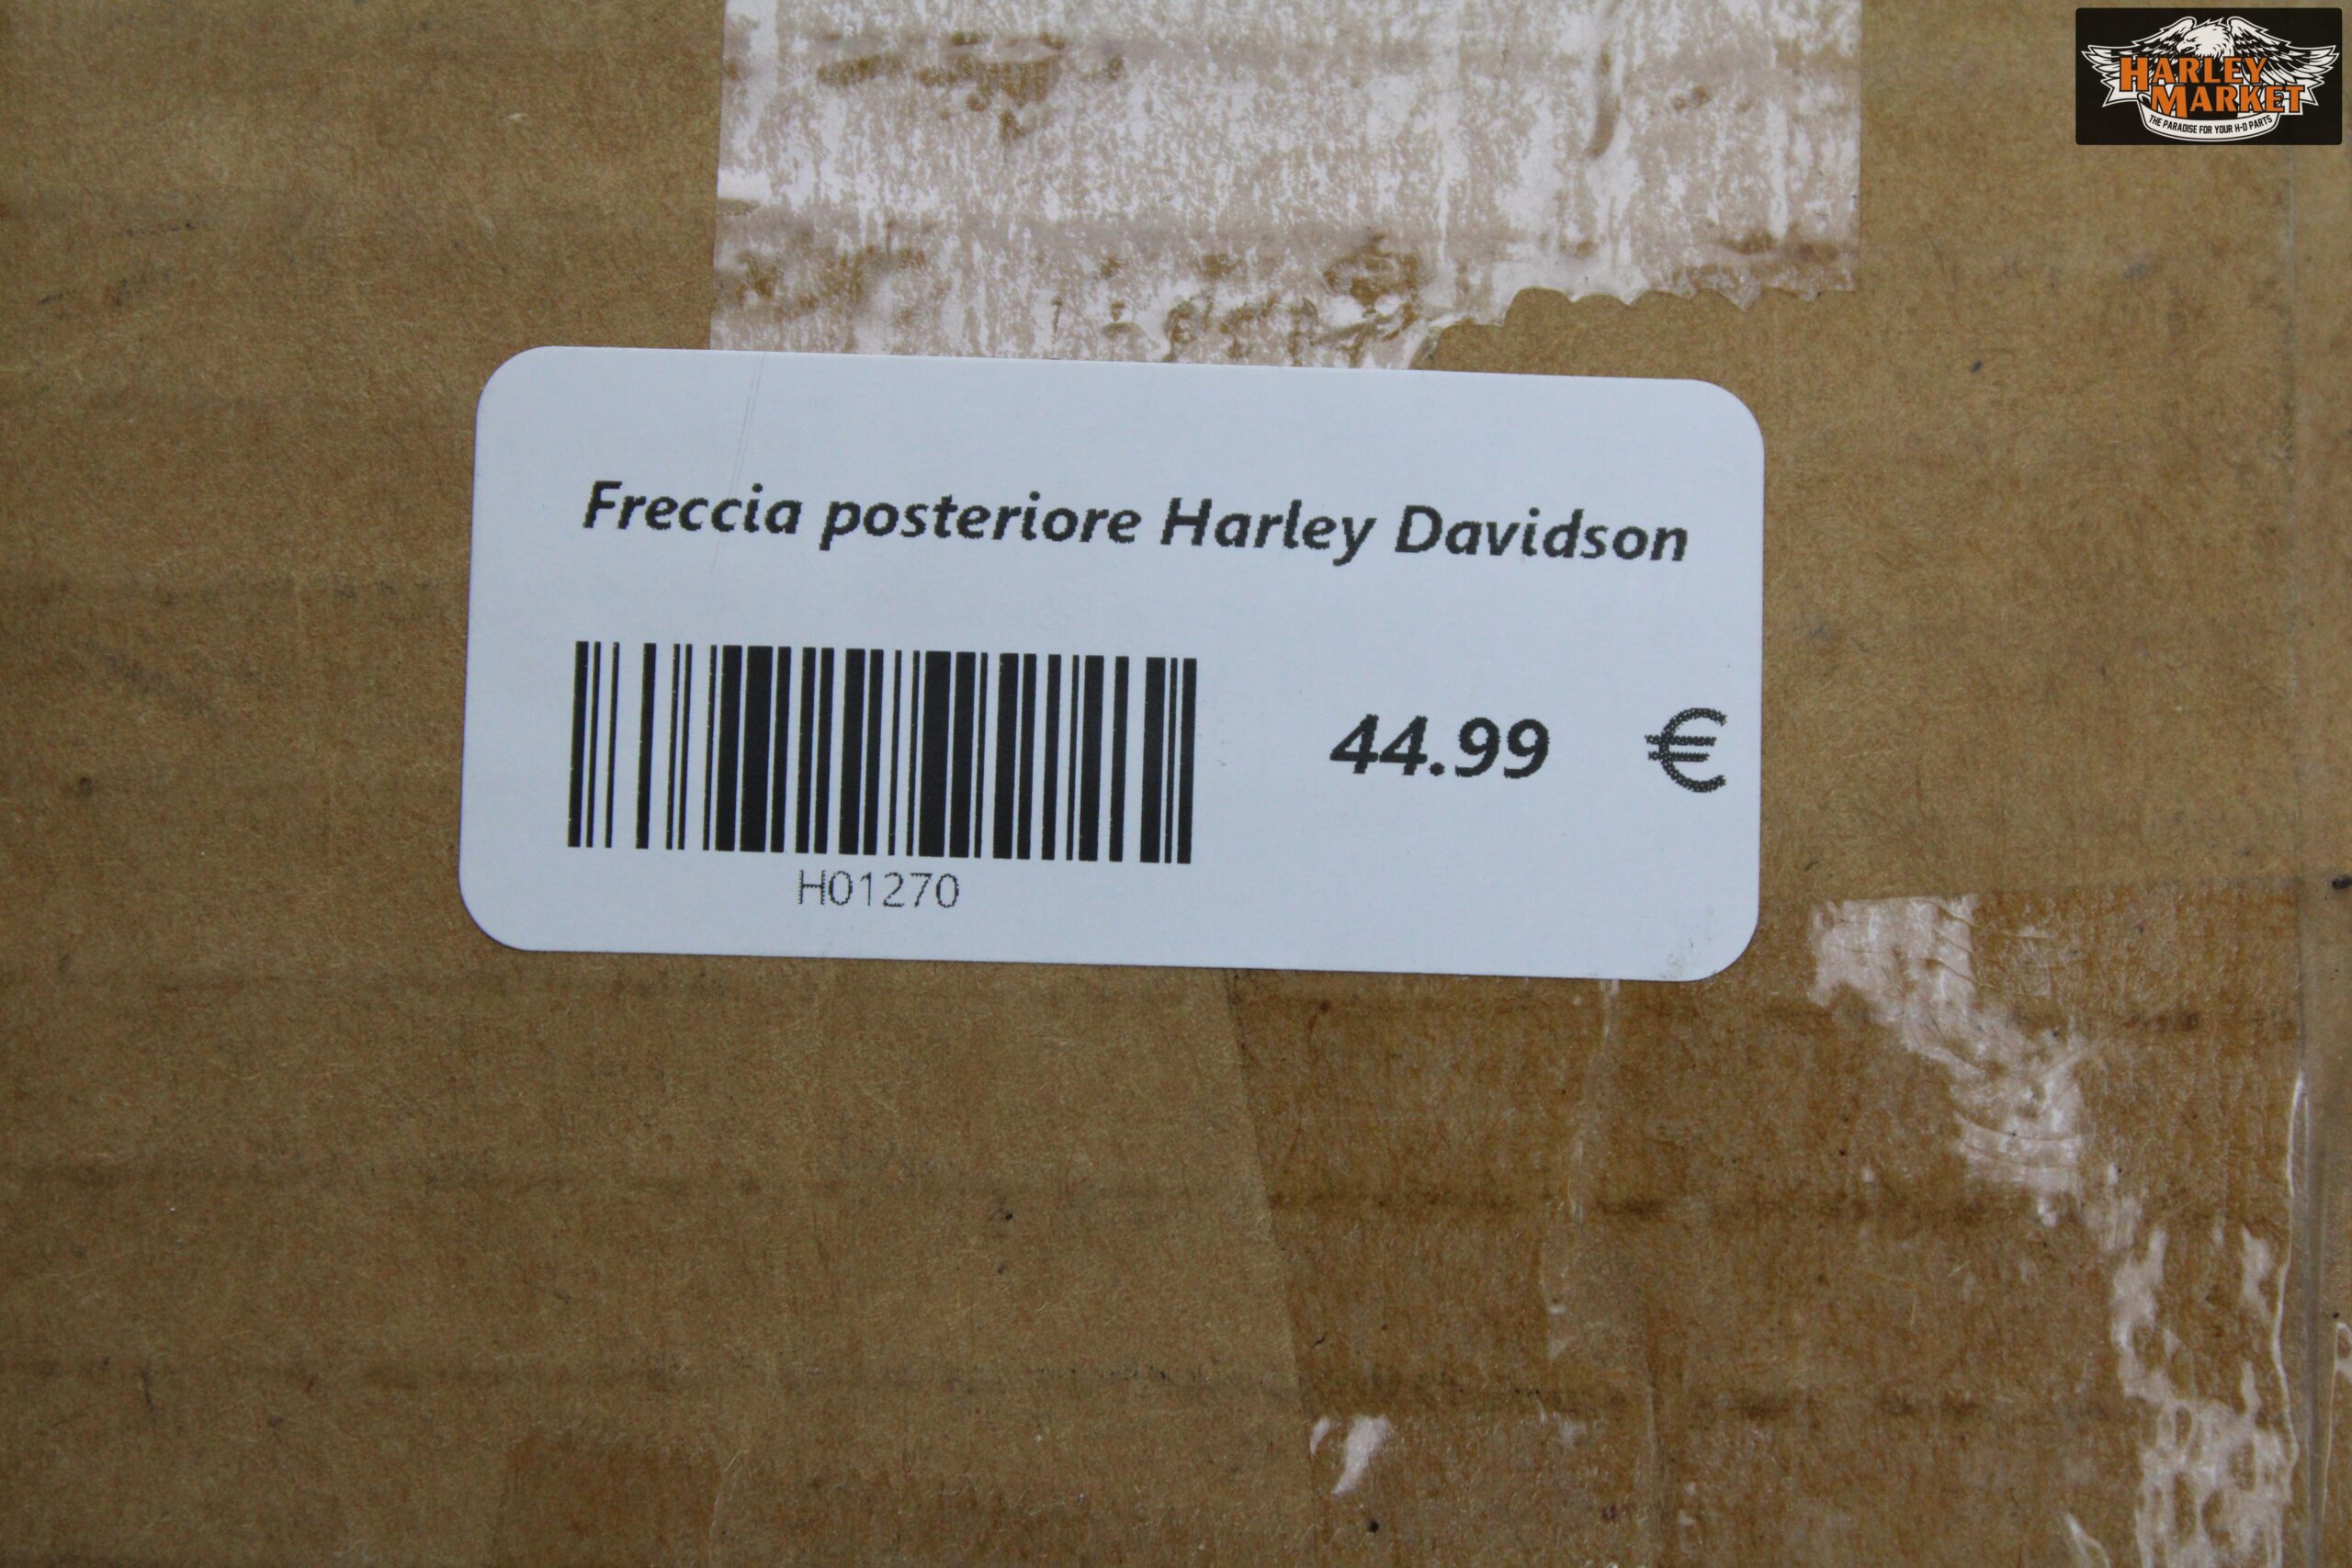 HARLEY
MARKET
THE PARADISE FOR YOUR H-D PARTS
Freccia posteriore Harley Davidson
44.99 €
H01270